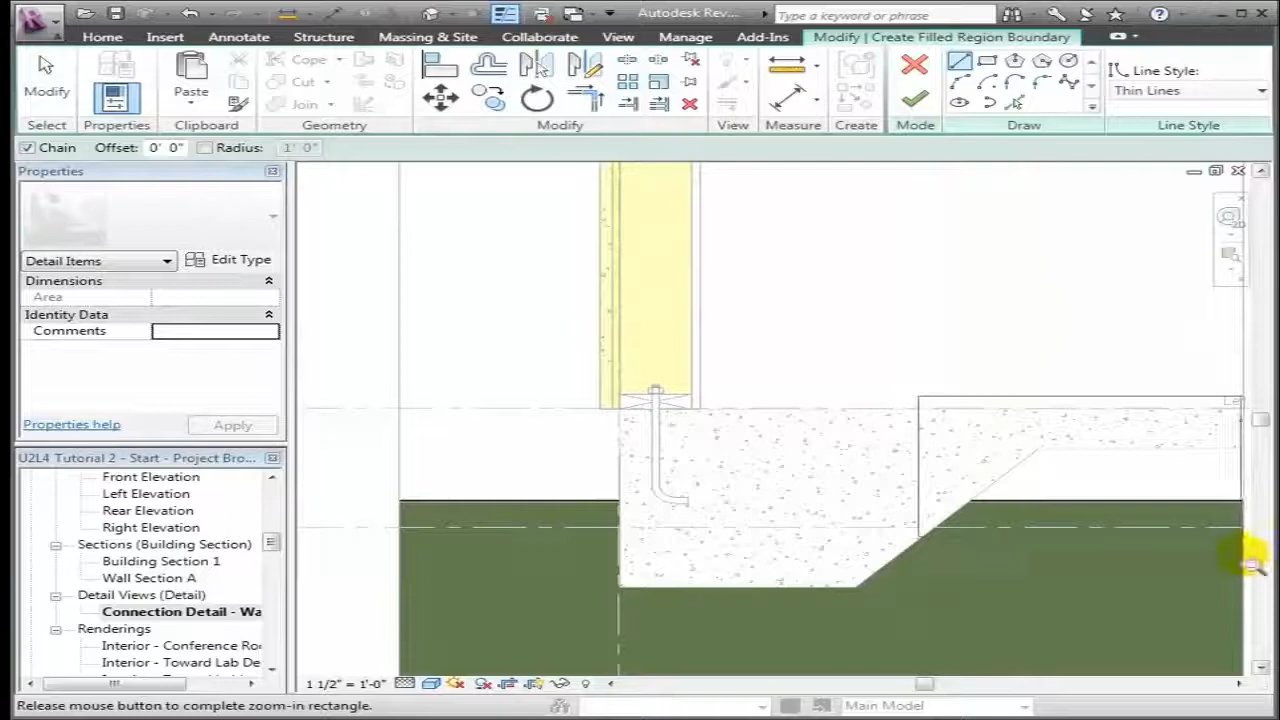 Autodesk Rev...
Type a keyword or phrase
Home Insert Annotate Structure Massing & Site Collaborate View Manage Add-Ins Modify | Create Filled Region Boundary
Modify
Paste
Cope
Cut
Join
Line Style:
Thin Lines
Select Properties Clipboard Geometry Modify View Measure Create Mode Draw Line Style
Chain Offset: 0' 0" Radius: 1' 0"
Properties
Detail Items Edit Type
Dimensions
Area
Identity Data
Comments
Properties help Apply
U2L4 Tutorial 2 - Start - Project Bro...
Front Elevation
Left Elevation
Rear Elevation
Right Elevation
Sections (Building Section)
Building Section 1
Wall Section A
Detail Views (Detail)
Connection Detail - Wa
Renderings
Interior - Conference Ro
Interior - Toward Lab De
Lev
1 1/2" = 1'-0"
Release mouse button to complete zoom-in rectangle.
Main Model